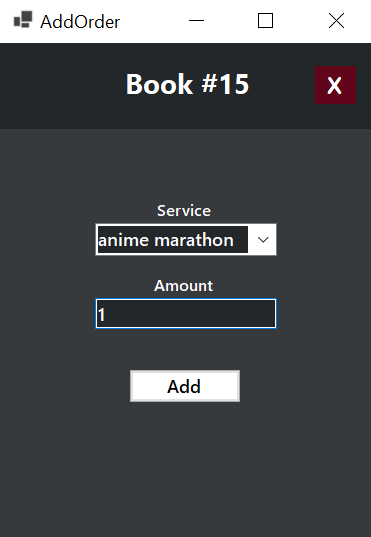 AddOrder
Book #15
X
Service
anime marathon
Amount
1
Add